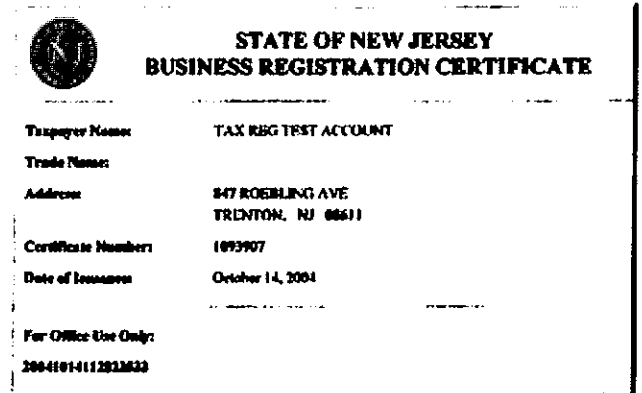 STATE OF NEW JERSEY
BUSINESS REGISTRATION CERTIFICATE
Taxpayer Name: TAX REG TEST ACCOUNT
Trade Name:
Address: 847 ROEBLING AVE
TRENTON, NJ 08611
Certificate Number: 1093907
Date of Issuance: October 14, 2004
For Office Use Only: